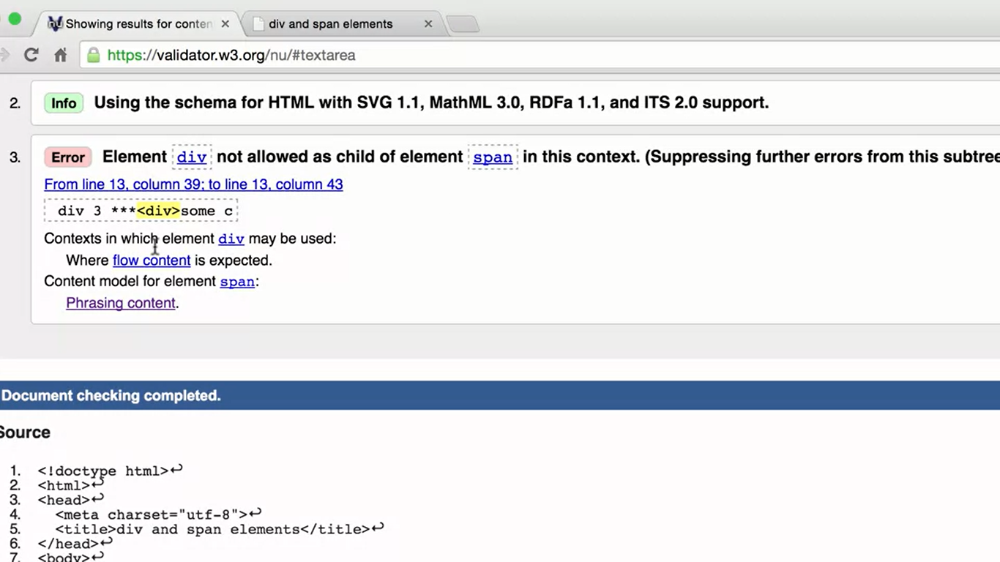 Showing results for conten
div and span elements
https://validator.w3.org/nu/#textarea
2. Info Using the schema for HTML with SVG 1.1, MathML 3.0, RDFa 1.1, and ITS 2.0 support.
3. Error Element div not allowed as child of element span in this context. (Suppressing further errors from this subtree
From line 13, column 39; to line 13, column 43
div 3 ***<div>some c
Contexts in which element div may be used:
Where flow content is expected.
Content model for element span:
Phrasing content.
Document checking completed.
Source
1. <!doctype html>↩
2. <html>↩
3. <head>↩
4. <meta charset="utf-8">↩
5. <title>div and span elements</title>↩
6. </head>↩
7. <body>↩